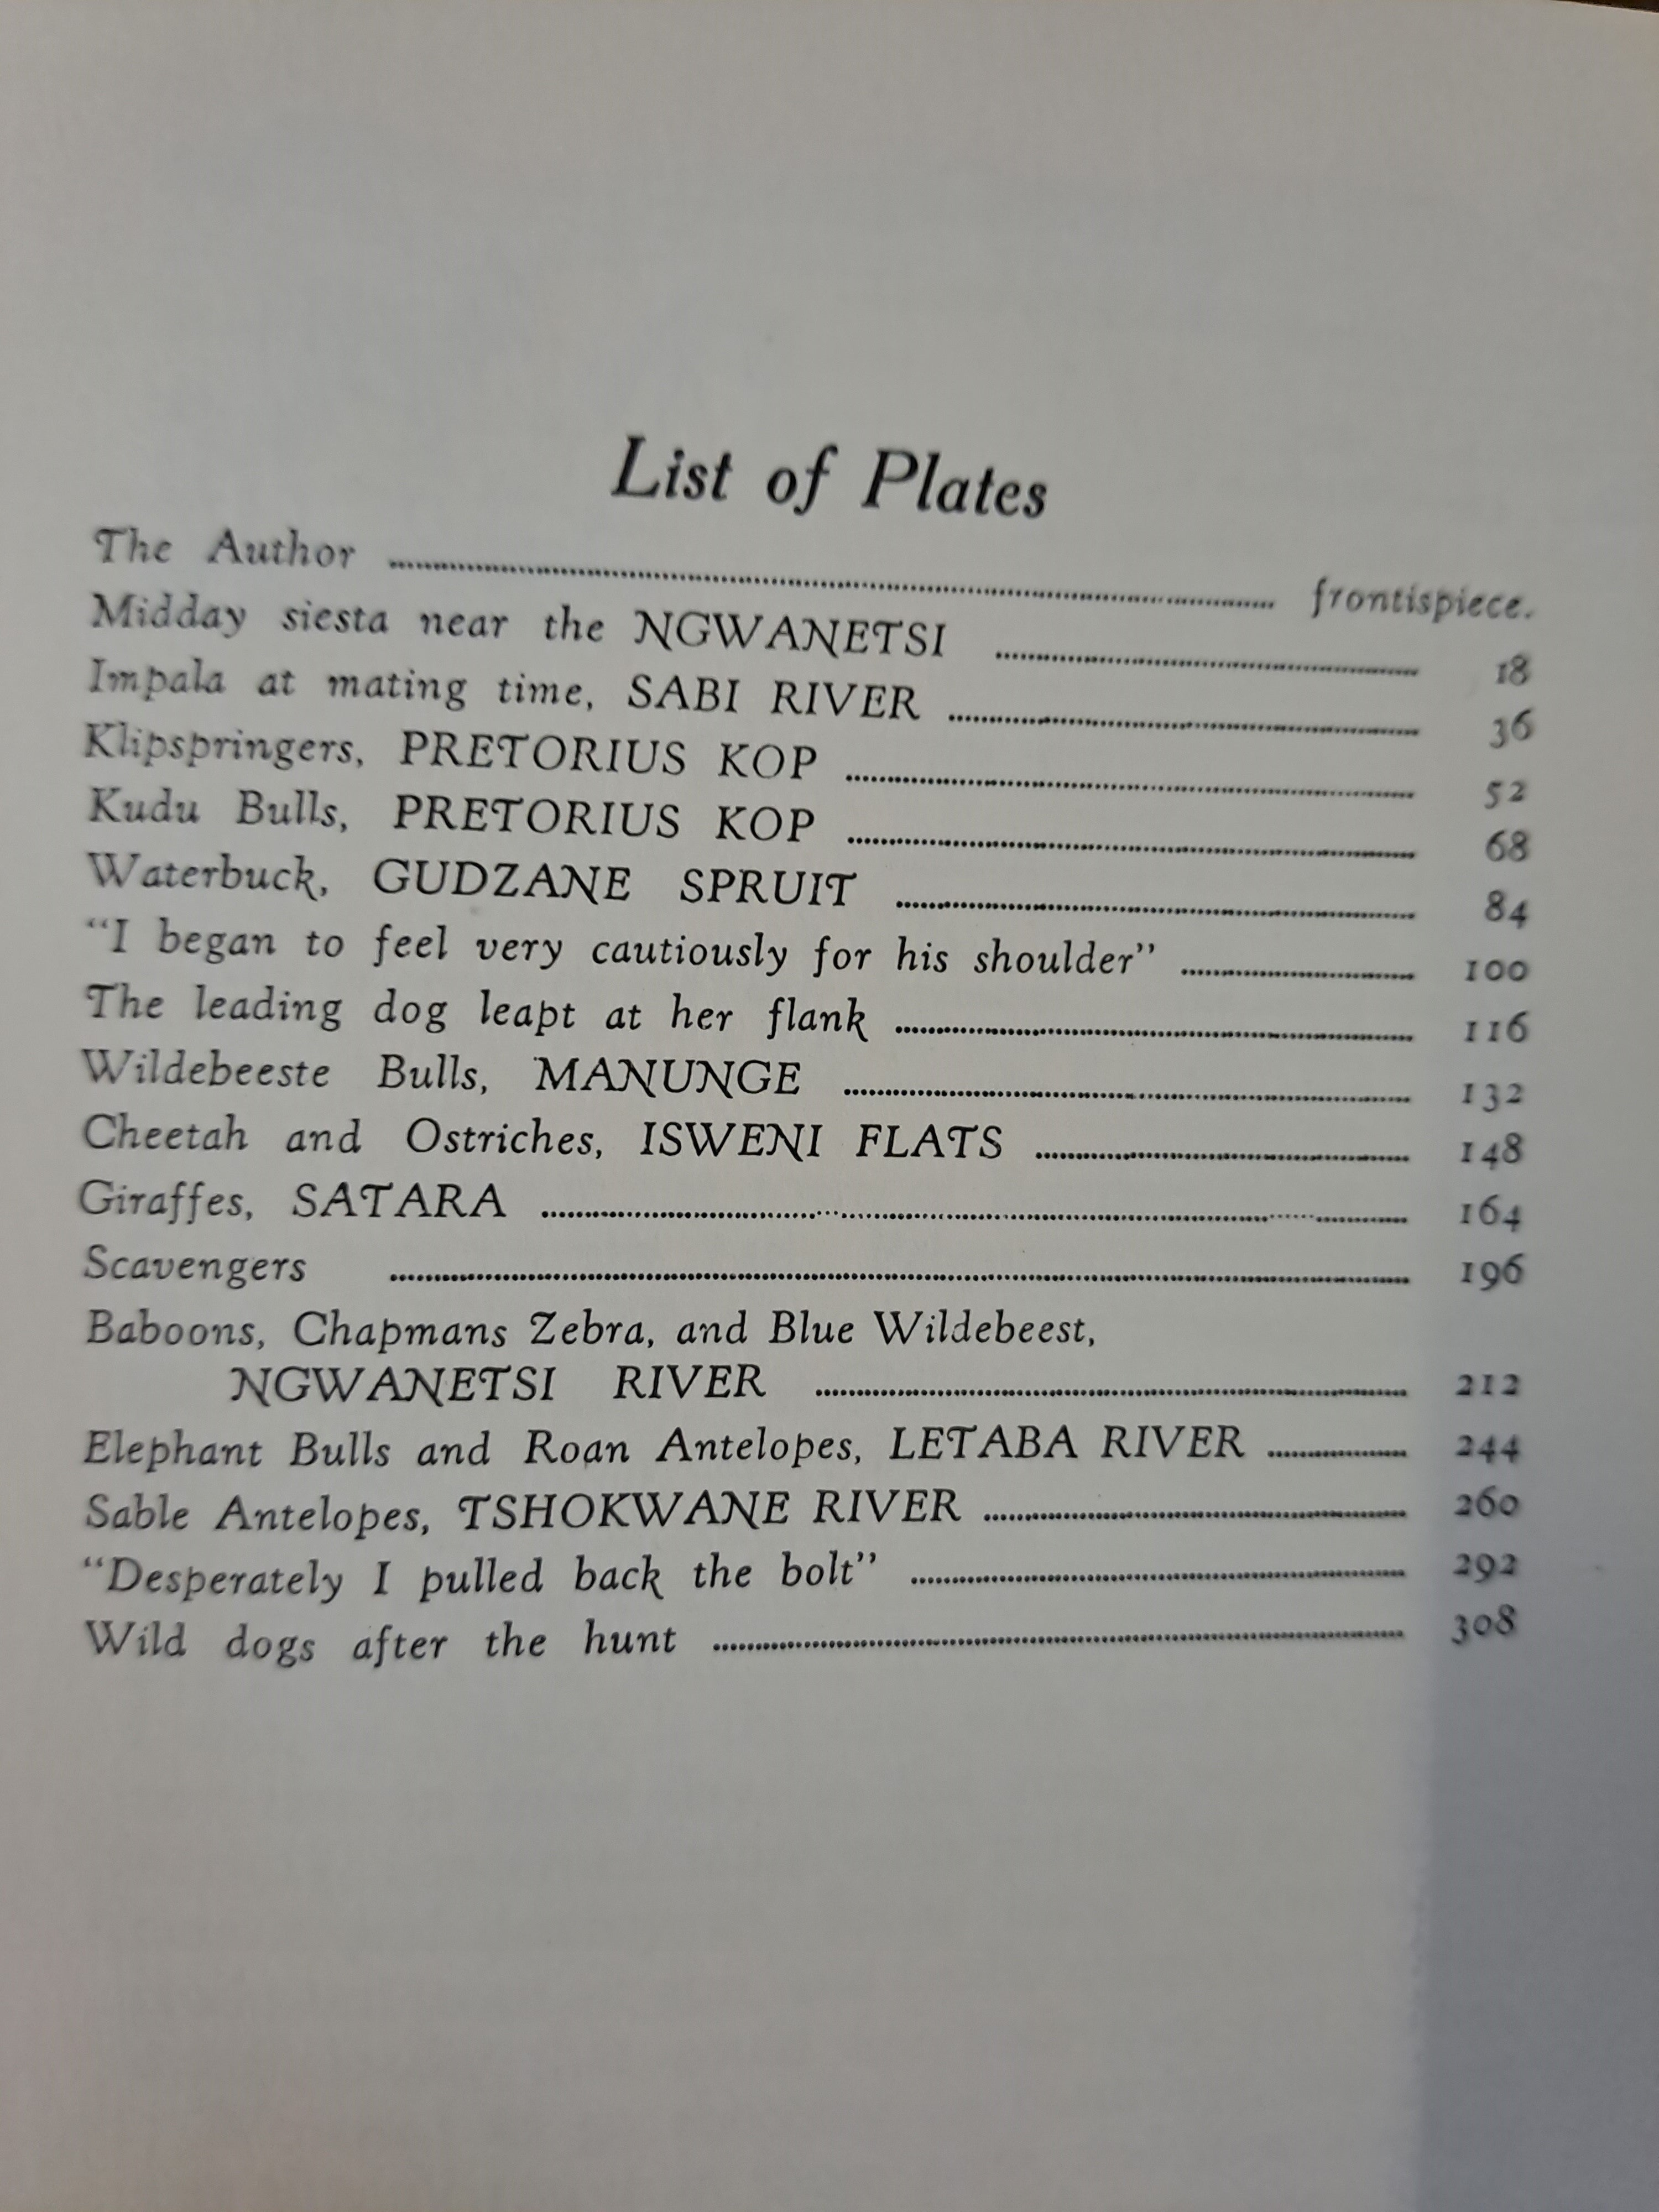 List of Plates
The Author ........ frontispiece.
Midday siesta near the NGWANETSI ........ 18
Impala at mating time, SABI RIVER ........ 36
Klipspringers, PRETORIUS KOP ........ 52
Kudu Bulls, PRETORIUS KOP ........ 68
Waterbuck, GUDZANE SPRUIT ........ 84
“I began to feel very cautiously for his shoulder” ........ 100
The leading dog leapt at her flank ........ 116
Wildebeeste Bulls, MANUNGE ........ 132
Cheetah and Ostriches, ISWENI FLATS ........ 148
Giraffes, SATARA ........ 164
Scavengers ........ 196
Baboons, Chapmans Zebra, and Blue Wildebeest,
NGWANETSI RIVER ........ 212
Elephant Bulls and Roan Antelopes, LETABA RIVER ........ 244
Sable Antelopes, TSHOKWANE RIVER ........ 260
“Desperately I pulled back the bolt” ........ 292
Wild dogs after the hunt ........ 308